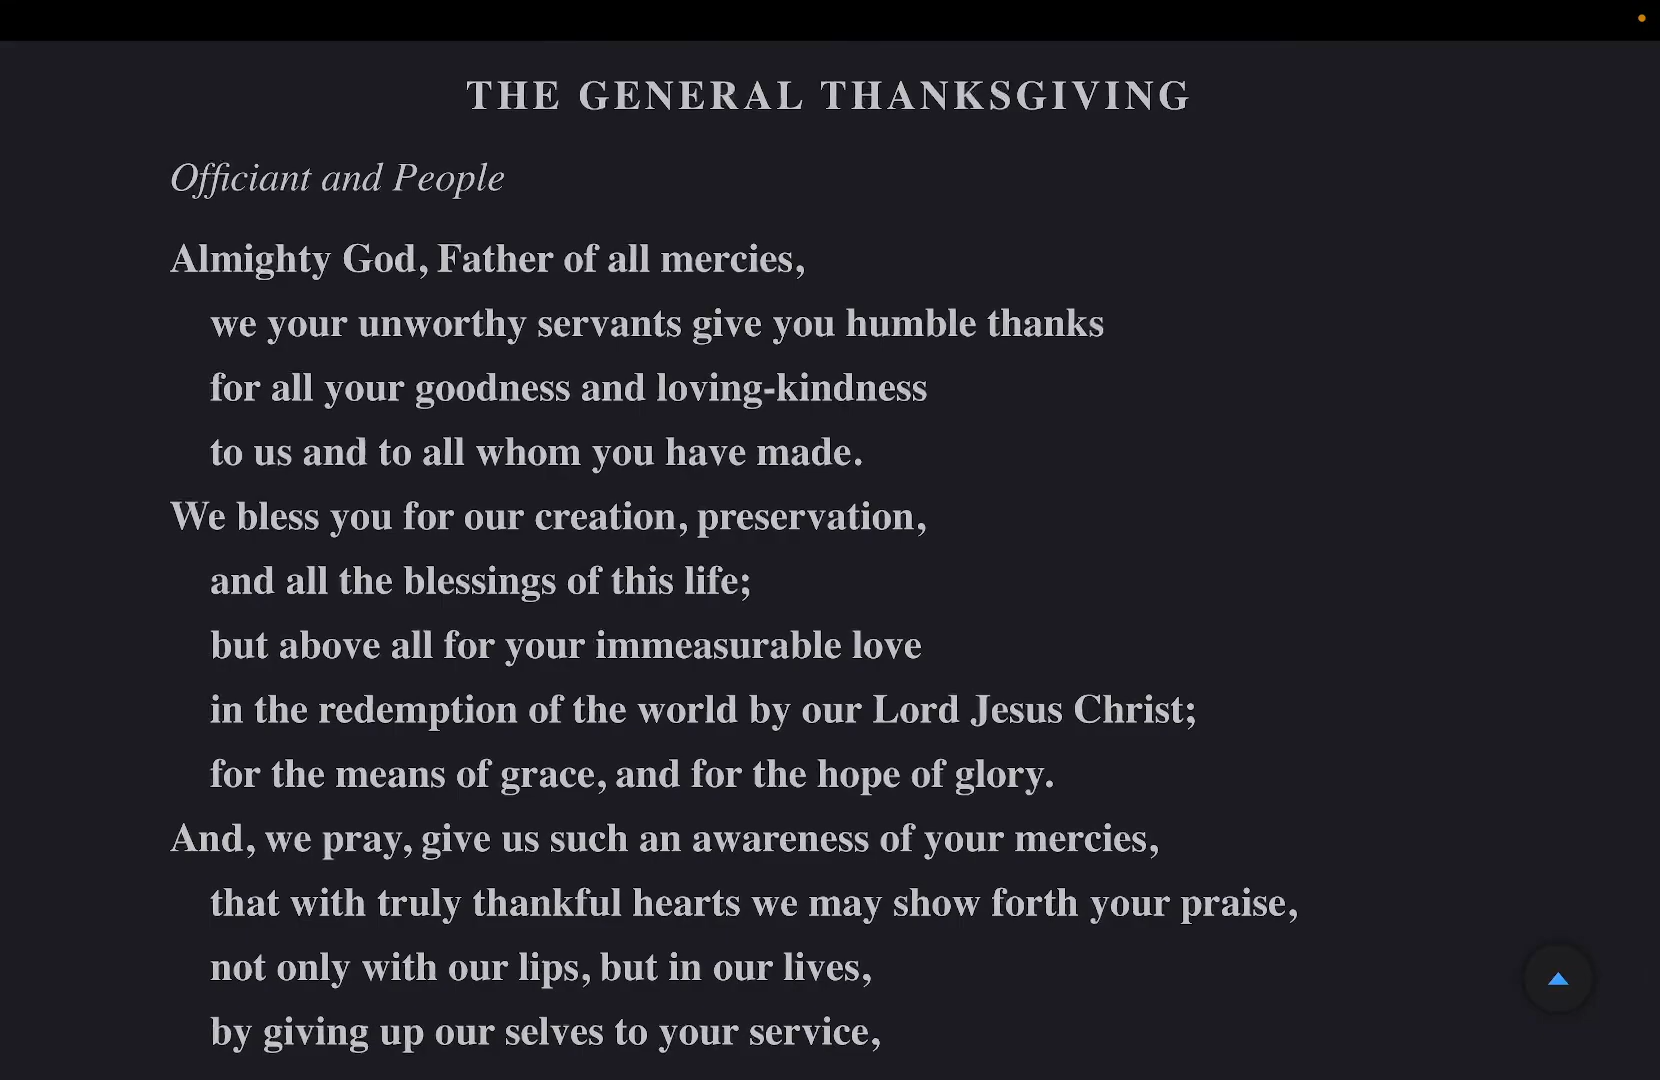 THE GENERAL THANKSGIVING
Officiant and People
Almighty God, Father of all mercies,
we your unworthy servants give you humble thanks
for all your goodness and loving-kindness
to us and to all whom you have made.
We bless you for our creation, preservation,
and all the blessings of this life;
but above all for your immeasurable love
in the redemption of the world by our Lord Jesus Christ;
for the means of grace, and for the hope of glory.
And, we pray, give us such an awareness of your mercies,
that with truly thankful hearts we may show forth your praise,
not only with our lips, but in our lives,
by giving up our selves to your service,